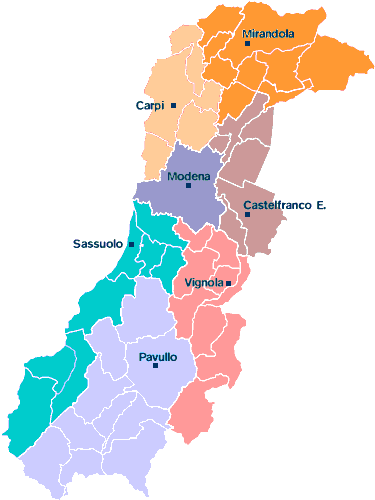 Mirandola
Carpi
Modena
Castelfranco E.
Sassuolo
Vignola
Pavullo